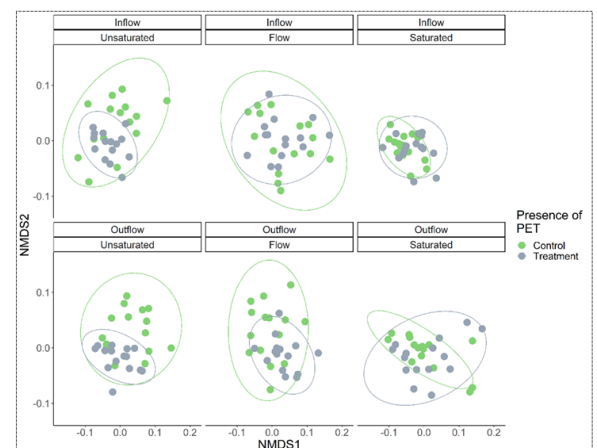 Inflow Inflow Inflow
Unsaturated Flow Saturated
0.1
0.0
-0.1
Outflow Outflow Outflow
Unsaturated Flow Saturated
0.1
0.0
-0.1
-0.1 0.0 0.1 0.2 -0.1 0.0 0.1 0.2 -0.1 0.0 0.1 0.2
NMDS1
NMDS2
Presence of
PET
Control
Treatment